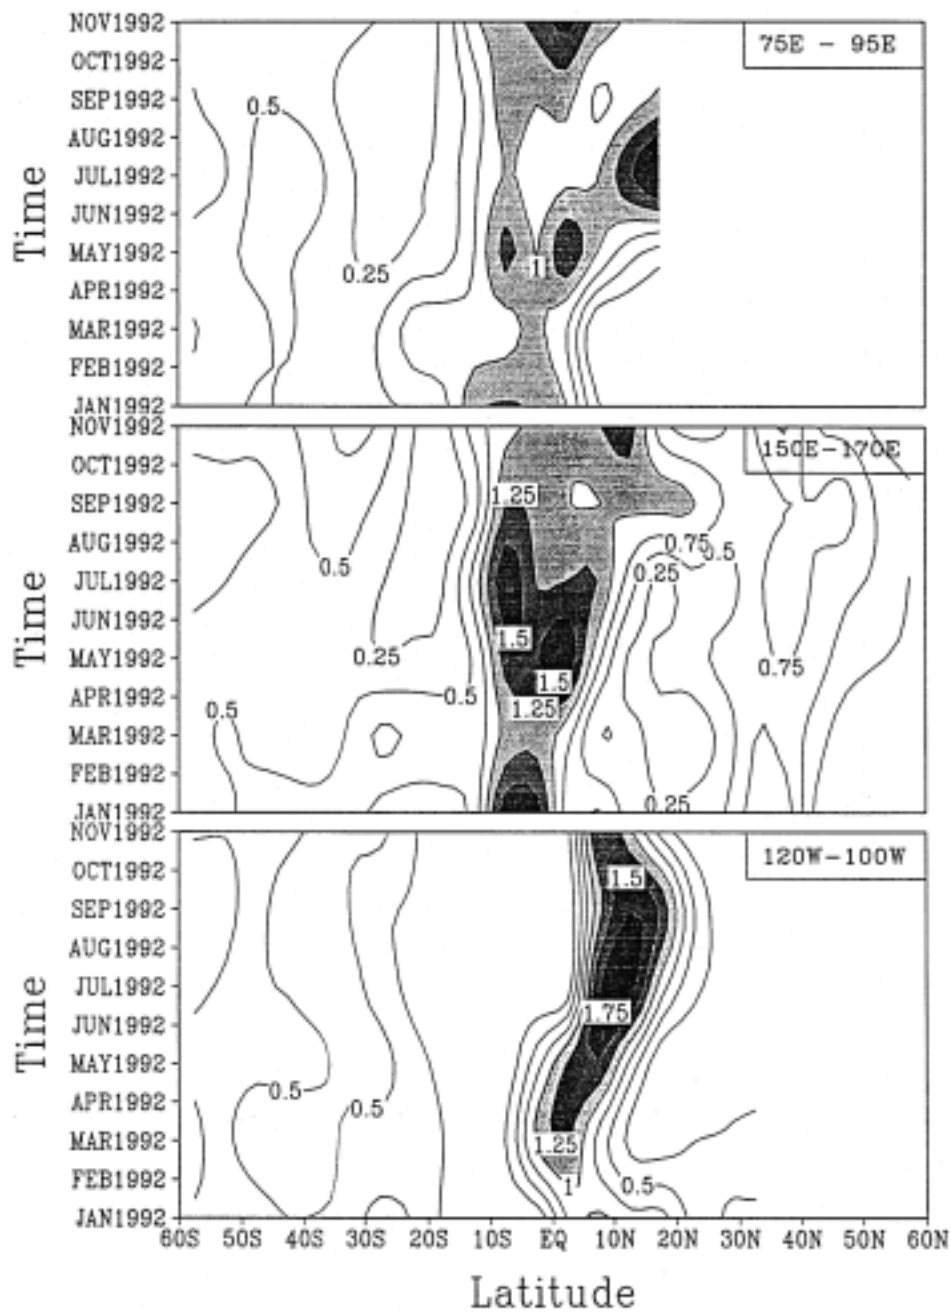 NOV1992
75E - 95E
OCT1992
SEP1992
0.5
AUG1992
JUL1992
JUN1992
MAY1992
0.25
1
APR1992
MAR1992
FEB1992
JAN1992
Time
NOV1992
150E-170E
OCT1992
SEP1992
1.25
AUG1992
0.75
0.5
JUL1992
0.25
JUN1992
1.5
MAY1992
0.25
0.75
1.5
APR1992
0.5
0.5
1.25
MAR1992
FEB1992
0.25
JAN1992
Time
NOV1992
120W-100W
OCT1992
1.5
SEP1992
AUG1992
JUL1992
1.75
JUN1992
MAY1992
0.5
APR1992
0.5
MAR1992
1.25
FEB1992
1
0.5
JAN1992
Time
60S 50S 40S 30S 20S 10S EQ 10N 20N 30N 40N 50N 60N
Latitude